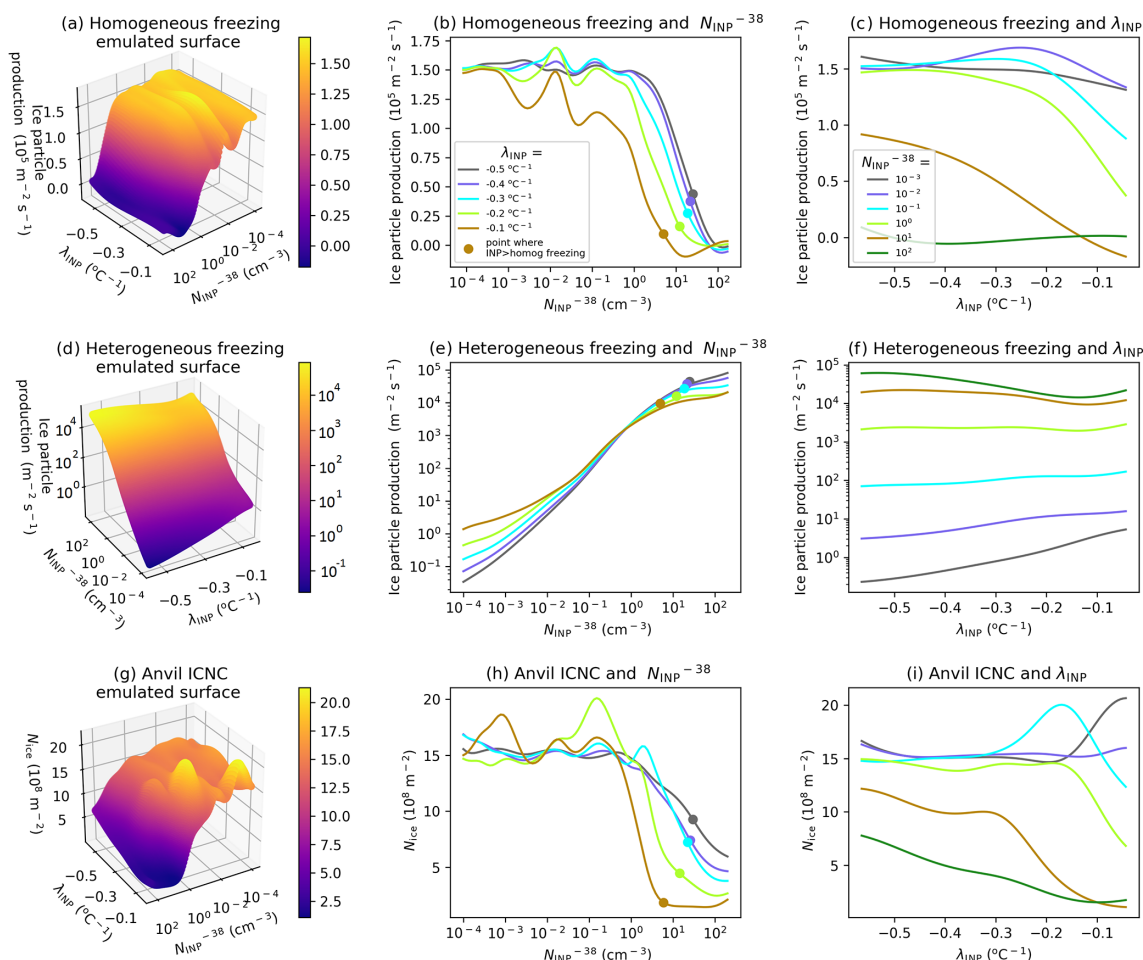 (a) Homogeneous freezing
emulated surface
Ice particle
production (10⁵ m⁻² s⁻¹)
1.5
1.0
0.5
0.0
−0.5
−0.3
−0.1
λINP (ºC⁻¹)
10² 10⁰ 10⁻² 10⁻⁴
NINP⁻³⁸ (cm⁻³)
1.50
1.25
1.00
0.75
0.50
0.25
0.00
(b) Homogeneous freezing and NINP⁻³⁸
Ice particle production (10⁵ m⁻² s⁻¹)
1.75
1.50
1.25
1.00
0.75
0.50
0.25
0.00
λINP =
-0.5 ºC⁻¹
-0.4 ºC⁻¹
-0.3 ºC⁻¹
-0.2 ºC⁻¹
-0.1 ºC⁻¹
point where
INP>homog freezing
10⁻⁴ 10⁻³ 10⁻² 10⁻¹ 10⁰ 10¹ 10²
NINP⁻³⁸ (cm⁻³)
(c) Homogeneous freezing and λINP
Ice particle production (10⁵ m⁻² s⁻¹)
1.5
1.0
0.5
0.0
NINP⁻³⁸ =
10⁻³
10⁻²
10⁻¹
10⁰
10¹
10²
−0.5 −0.4 −0.3 −0.2 −0.1
λINP (ºC⁻¹)
(d) Heterogeneous freezing
emulated surface
Ice particle
production (m⁻² s⁻¹)
10⁴
10²
10⁰
10²
10⁰
10⁻²
10⁻⁴
NINP⁻³⁸ (cm⁻³)
−0.5 −0.3 −0.1
λINP (ºC⁻¹)
10⁴
10³
10²
10¹
10⁰
10⁻¹
(e) Heterogeneous freezing and NINP⁻³⁸
Ice particle production (m⁻² s⁻¹)
10⁵
10⁴
10³
10²
10¹
10⁰
10⁻¹
10⁻⁴ 10⁻³ 10⁻² 10⁻¹ 10⁰ 10¹ 10²
NINP⁻³⁸ (cm⁻³)
(f) Heterogeneous freezing and λINP
Ice particle production (m⁻² s⁻¹)
10⁵
10⁴
10³
10²
10¹
10⁰
−0.5 −0.4 −0.3 −0.2 −0.1
λINP (ºC⁻¹)
(g) Anvil ICNC
emulated surface
Nice (10⁸ m⁻²)
20
15
10
5
−0.5
−0.3
−0.1
λINP (ºC⁻¹)
10² 10⁰ 10⁻² 10⁻⁴
NINP⁻³⁸ (cm⁻³)
20.0
17.5
15.0
12.5
10.0
7.5
5.0
2.5
(h) Anvil ICNC and NINP⁻³⁸
Nice (10⁸ m⁻²)
20
15
10
5
10⁻⁴ 10⁻³ 10⁻² 10⁻¹ 10⁰ 10¹ 10²
NINP⁻³⁸ (cm⁻³)
(i) Anvil ICNC and λINP
Nice (10⁸ m⁻²)
20
15
10
5
−0.5 −0.4 −0.3 −0.2 −0.1
λINP (ºC⁻¹)